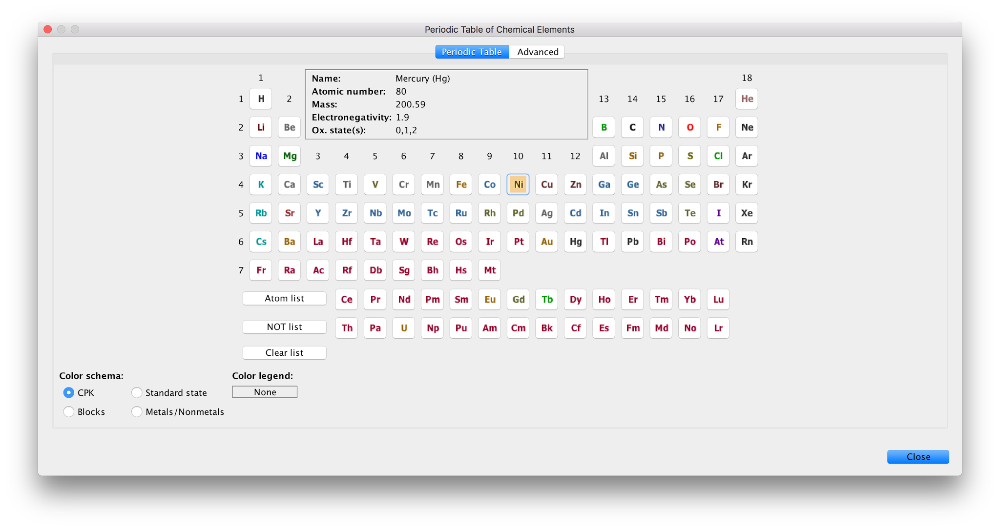 Periodic Table of Chemical Elements
Periodic Table Advanced
1 18
Name: Mercury (Hg)
Atomic number: 80
Mass: 200.59
Electronegativity: 1.9
Ox. state(s): 0,1,2
1 H 2 13 14 15 16 17 He
2 Li Be B C N O F Ne
3 Na Mg 3 4 5 6 7 8 9 10 11 12 Al Si P S Cl Ar
4 K Ca Sc Ti V Cr Mn Fe Co Ni Cu Zn Ga Ge As Se Br Kr
5 Rb Sr Y Zr Nb Mo Tc Ru Rh Pd Ag Cd In Sn Sb Te I Xe
6 Cs Ba La Hf Ta W Re Os Ir Pt Au Hg Tl Pb Bi Po At Rn
7 Fr Ra Ac Rf Db Sg Bh Hs Mt
Atom list Ce Pr Nd Pm Sm Eu Gd Tb Dy Ho Er Tm Yb Lu
NOT list Th Pa U Np Pu Am Cm Bk Cf Es Fm Md No Lr
Clear list
Color schema: Color legend:
CPK Standard state None
Blocks Metals/Nonmetals
Close